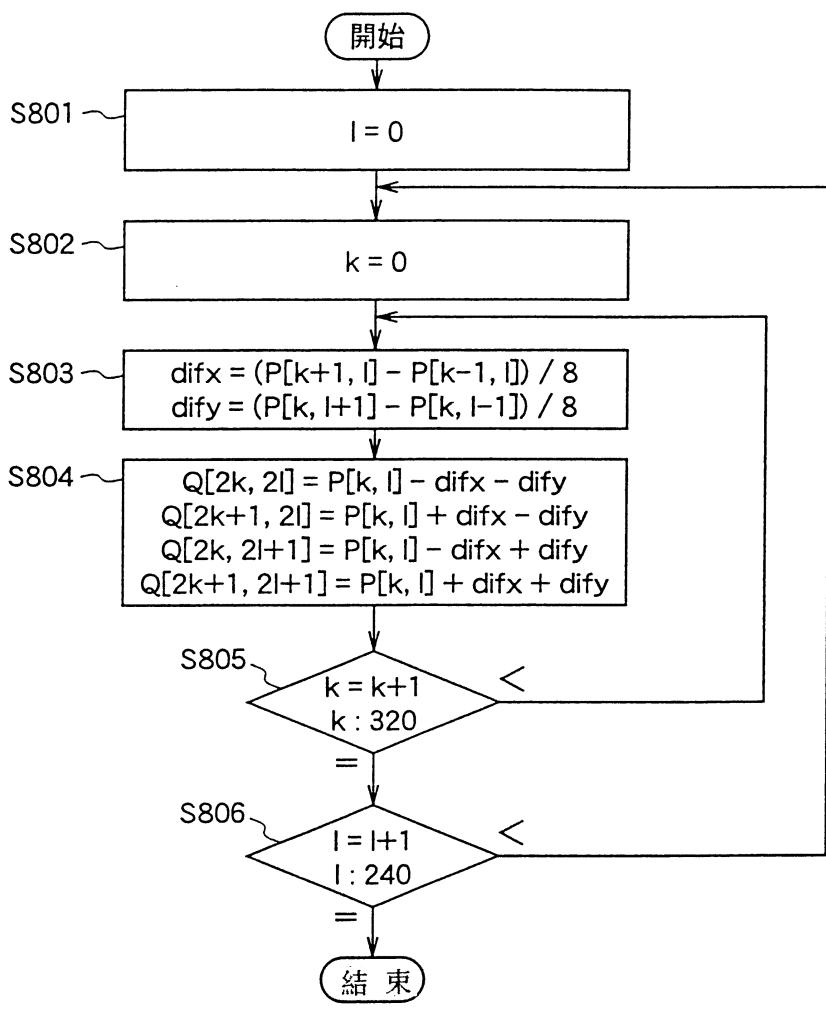 開始
S801
l = 0
S802
k = 0
S803
difx = (P[k+1, l] − P[k−1, l]) / 8
dify = (P[k, l+1] − P[k, l−1]) / 8
S804
Q[2k, 2l] = P[k, l] − difx − dify
Q[2k+1, 2l] = P[k, l] + difx − dify
Q[2k, 2l+1] = P[k, l] − difx + dify
Q[2k+1, 2l+1] = P[k, l] + difx + dify
S805
k = k+1
k : 320
<
=
S806
l = l+1
l : 240
<
=
結束